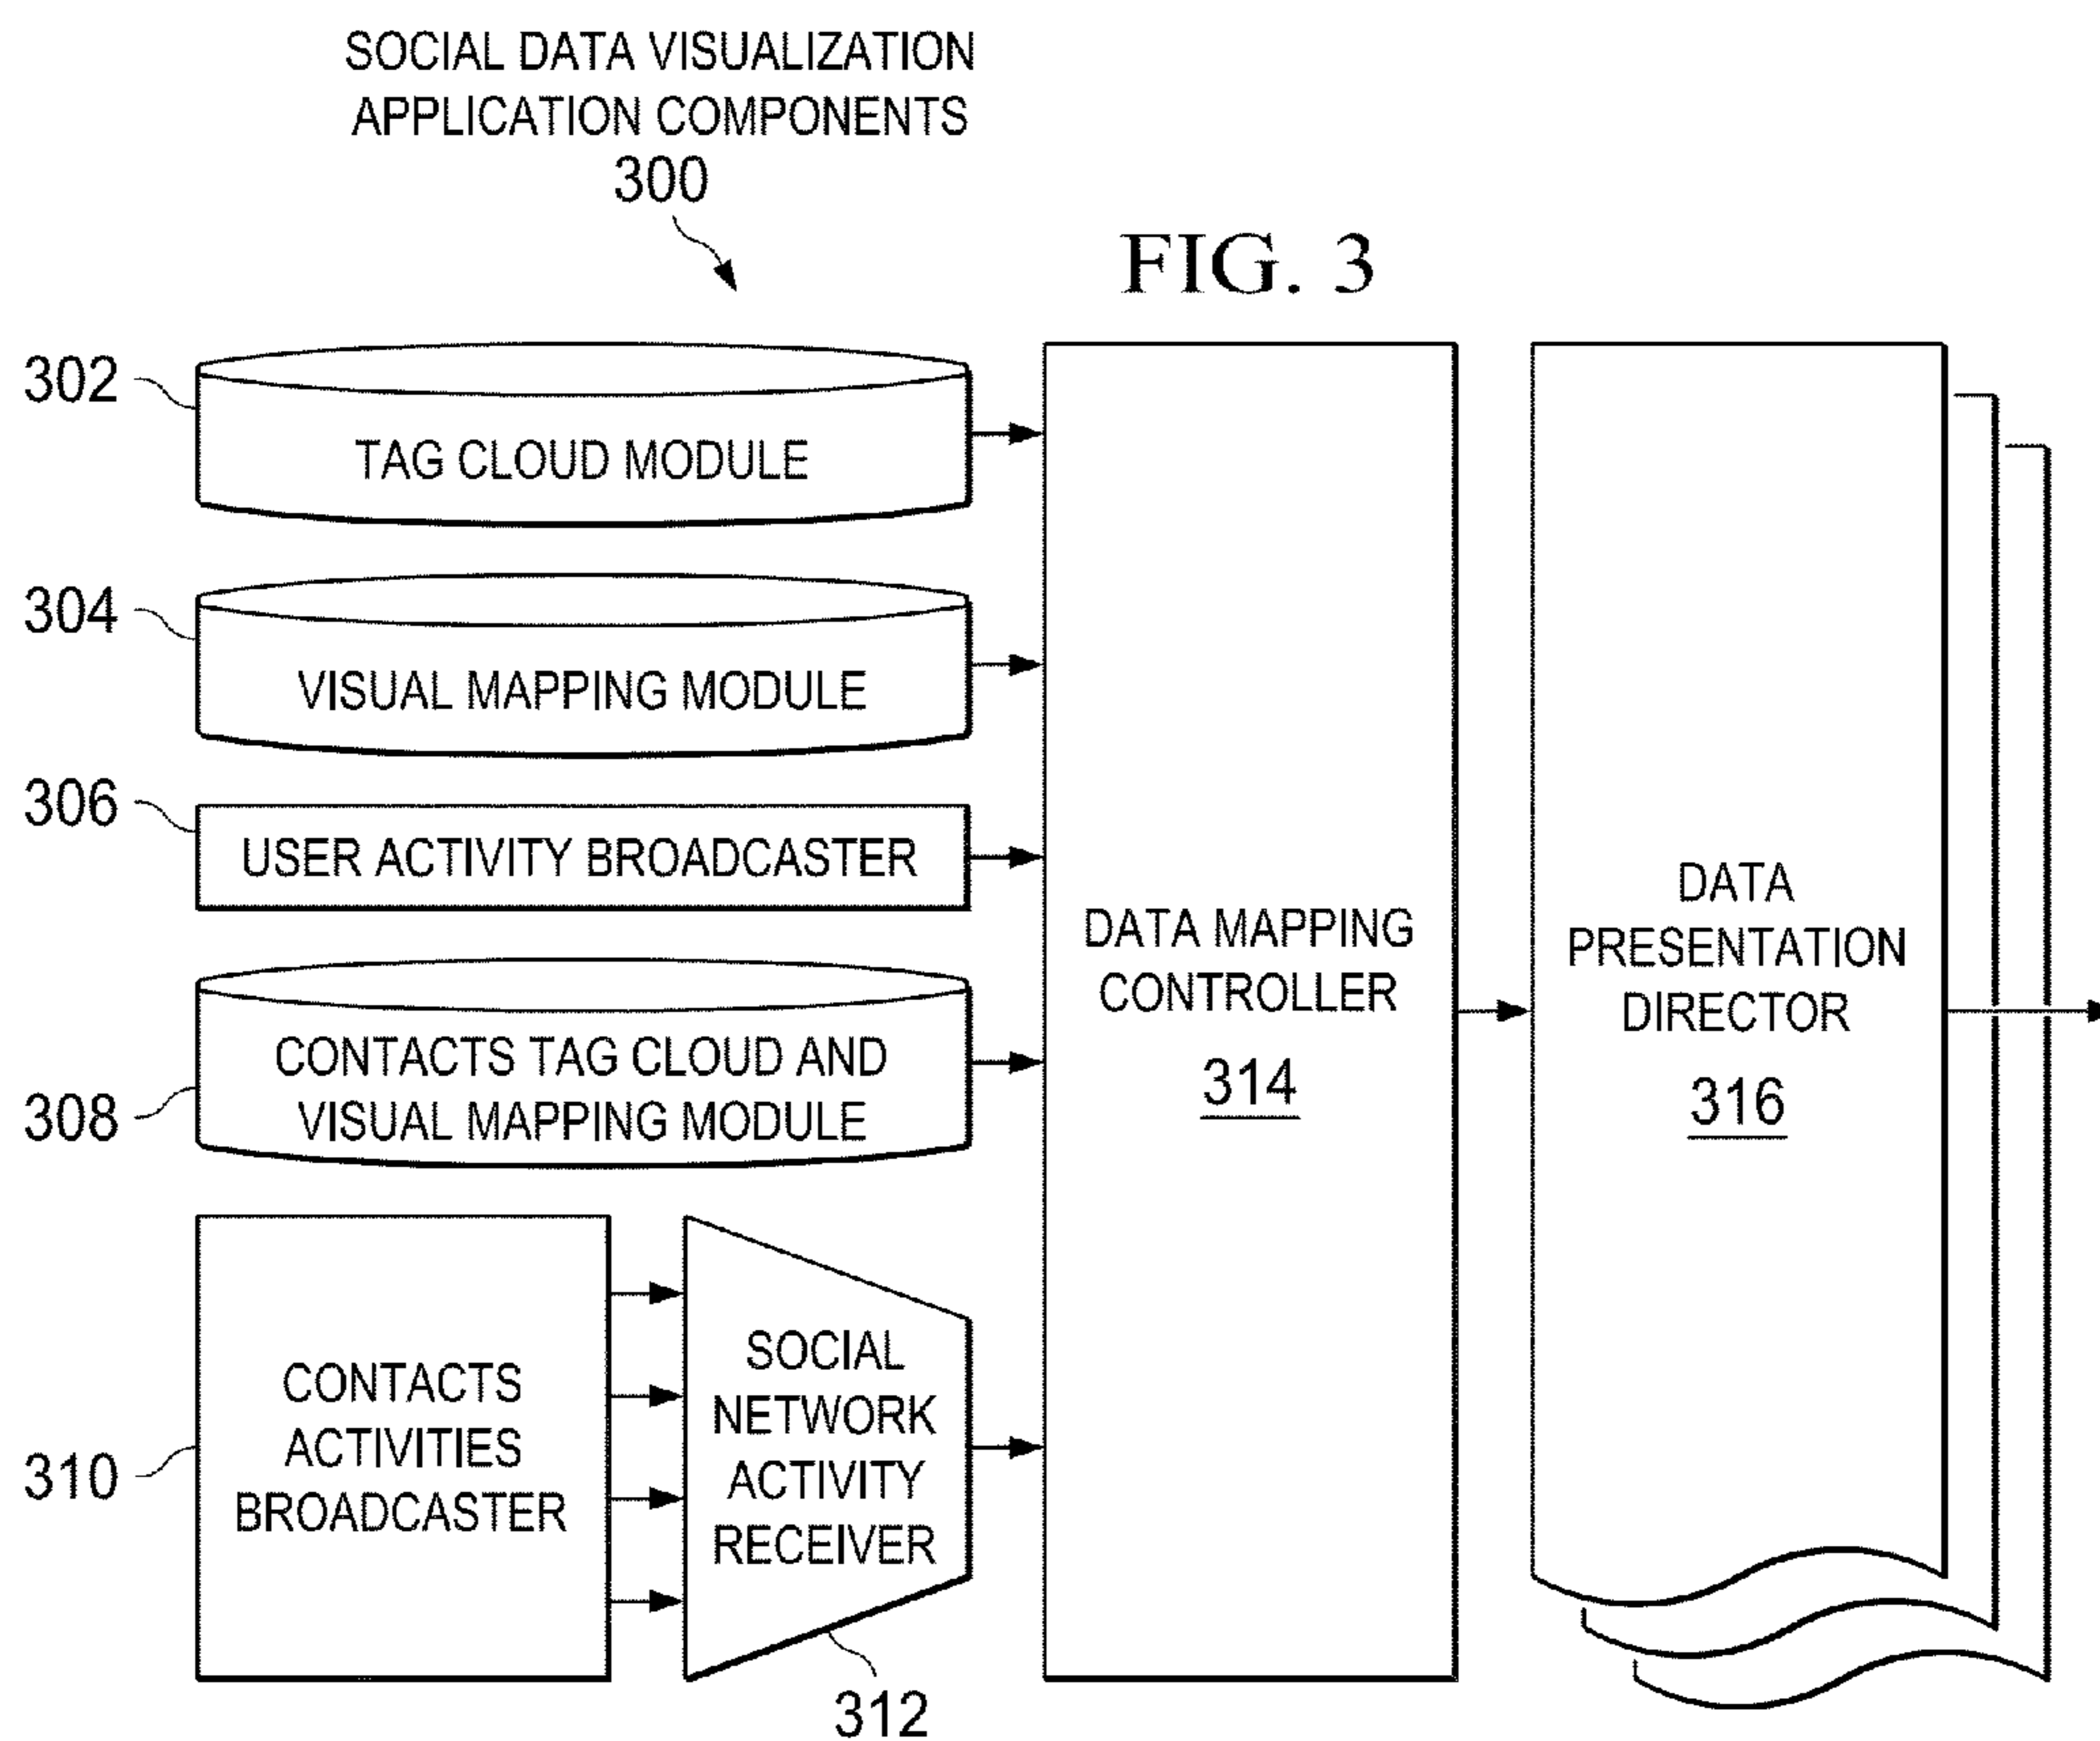 SOCIAL DATA VISUALIZATION
APPLICATION COMPONENTS
300
FIG. 3
302
TAG CLOUD MODULE
304
VISUAL MAPPING MODULE
306
USER ACTIVITY BROADCASTER
308
CONTACTS TAG CLOUD AND
VISUAL MAPPING MODULE
310
CONTACTS
ACTIVITIES
BROADCASTER
SOCIAL
NETWORK
ACTIVITY
RECEIVER
312
DATA MAPPING
CONTROLLER
314
DATA
PRESENTATION
DIRECTOR
316